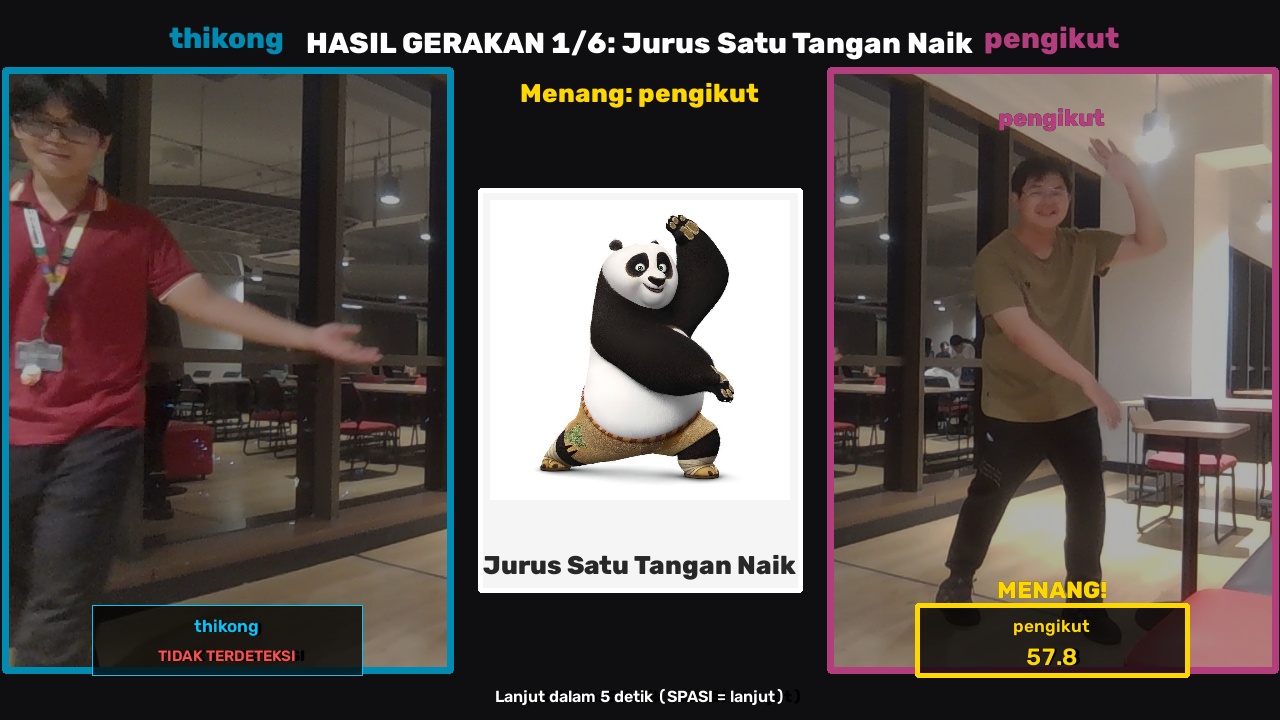 thikong
HASIL GERAKAN 1/6: Jurus Satu Tangan Naik
pengikut
Menang: pengikut
pengikut
Jurus Satu Tangan Naik
MENANG!
thikong
TIDAK TERDETEKSI
pengikut
57.8
Lanjut dalam 5 detik (SPASI = lanjut)